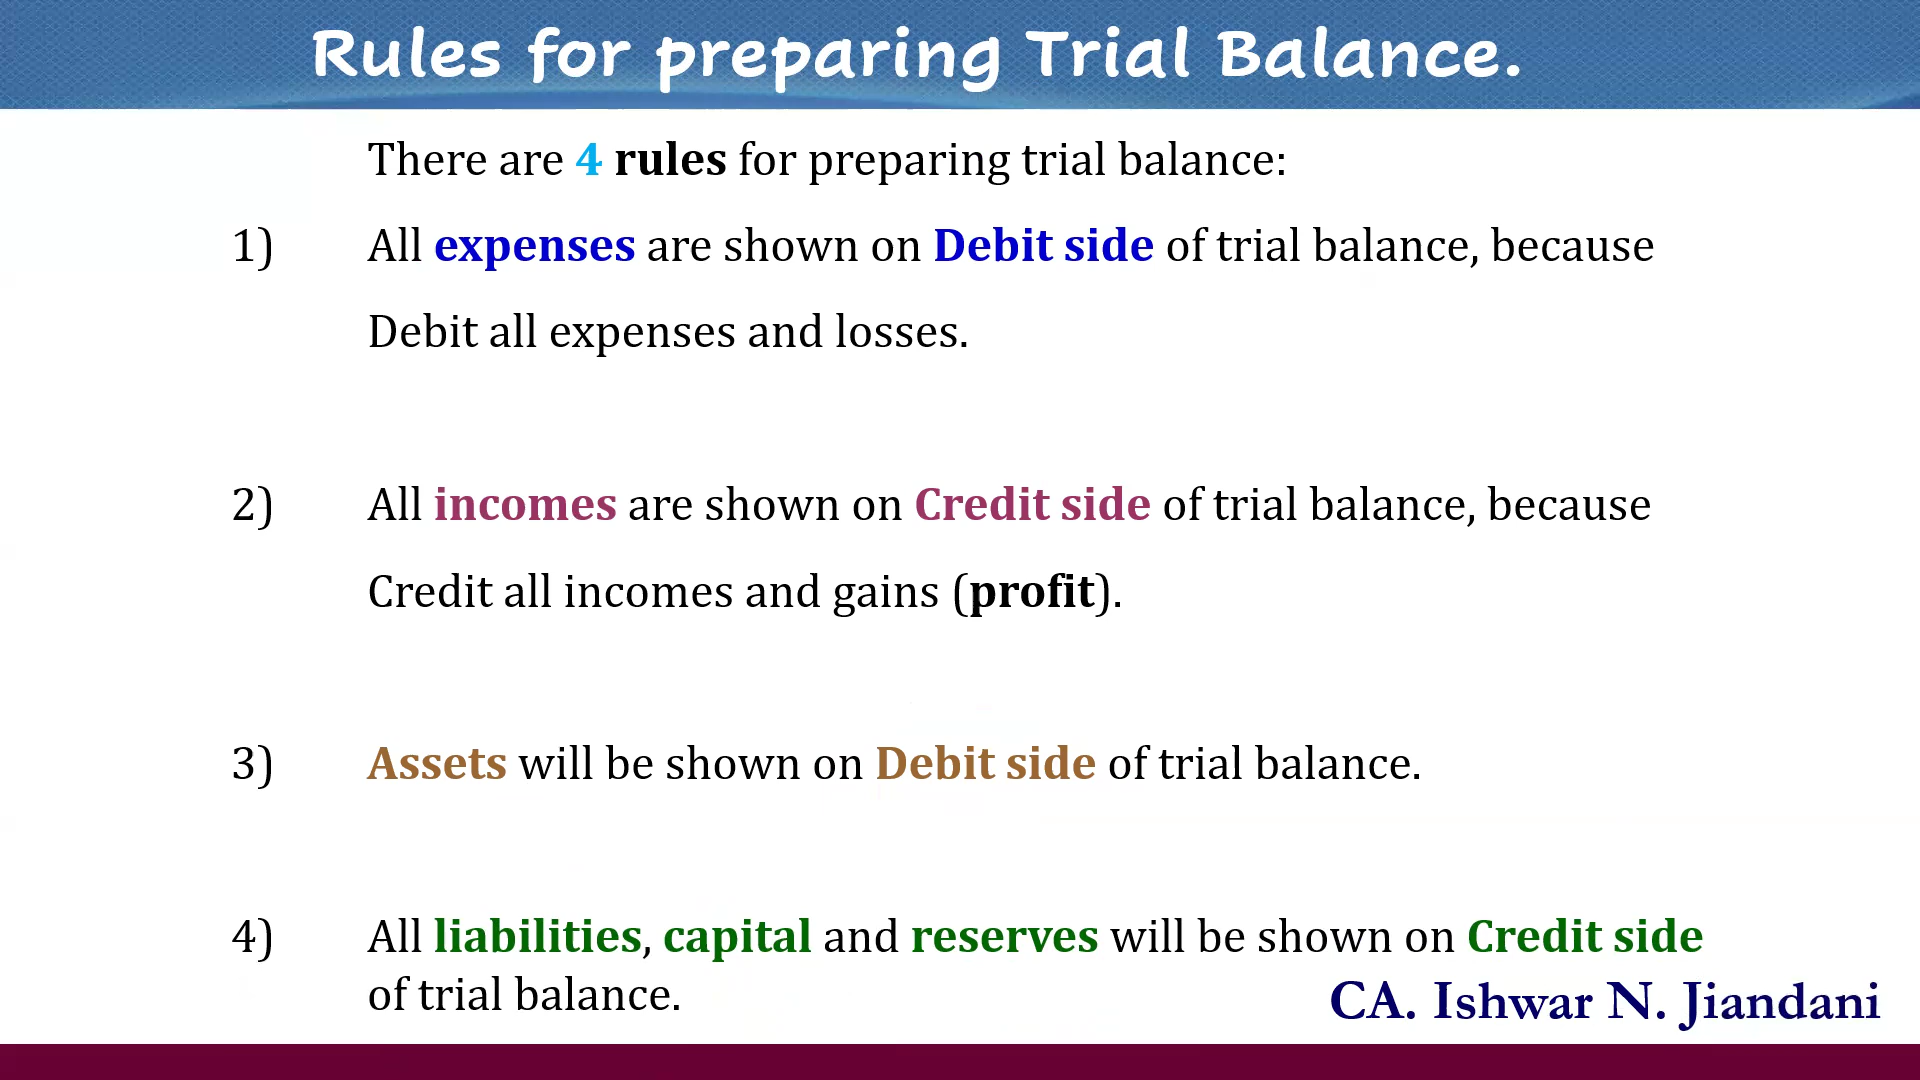 Rules for preparing Trial Balance.
There are 4 rules for preparing trial balance:
1) All expenses are shown on Debit side of trial balance, because
Debit all expenses and losses.
2) All incomes are shown on Credit side of trial balance, because
Credit all incomes and gains (profit).
3) Assets will be shown on Debit side of trial balance.
4) All liabilities, capital and reserves will be shown on Credit side
of trial balance.
CA. Ishwar N. Jiandani